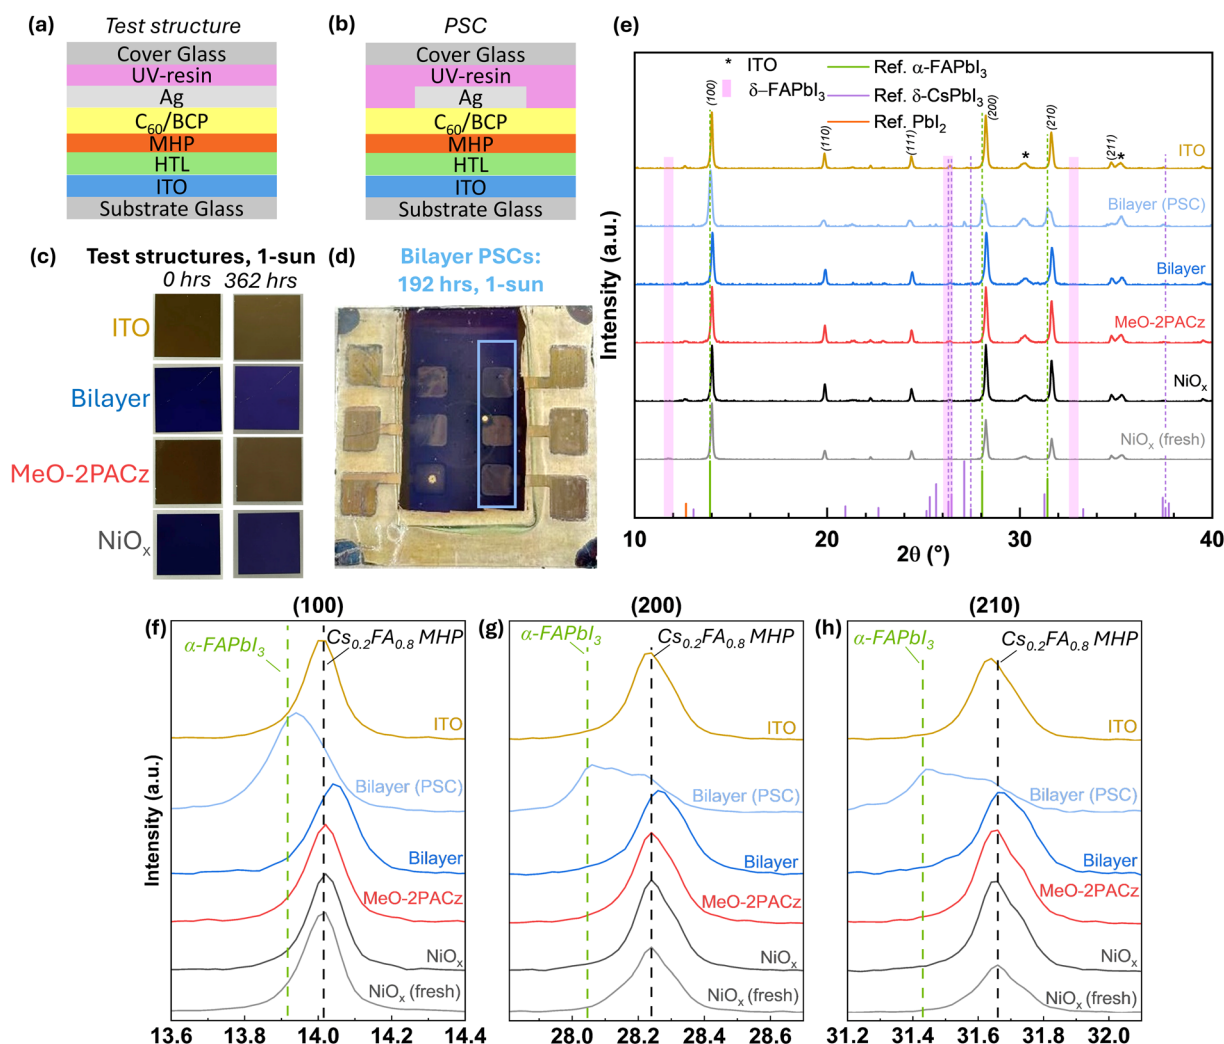 (a)
Test structure
Cover Glass
UV-resin
Ag
C60/BCP
MHP
HTL
ITO
Substrate Glass
(b)
PSC
Cover Glass
UV-resin
Ag
C60/BCP
MHP
HTL
ITO
Substrate Glass
(c)
Test structures, 1-sun
0 hrs
362 hrs
ITO
Bilayer
MeO-2PACz
NiOx
(d)
Bilayer PSCs:
192 hrs, 1-sun
(e)
* ITO
δ–FAPbI3
Ref. α-FAPbI3
Ref. δ-CsPbI3
Ref. PbI2
(100)
(110)
(111)
(200)
(210)
(211)
*
*
ITO
Bilayer (PSC)
Bilayer
MeO-2PACz
NiOx
NiOx (fresh)
Intensity (a.u.)
10
20
30
40
2θ (°)
(f)
(100)
α-FAPbI3
Cs0.2FA0.8 MHP
ITO
Bilayer (PSC)
Bilayer
MeO-2PACz
NiOx
NiOx (fresh)
Intensity (a.u.)
13.6
13.8
14.0
14.2
14.4
(g)
(200)
α-FAPbI3
Cs0.2FA0.8 MHP
ITO
Bilayer (PSC)
Bilayer
MeO-2PACz
NiOx
NiOx (fresh)
28.0
28.2
28.4
28.6
(h)
(210)
α-FAPbI3
Cs0.2FA0.8 MHP
ITO
Bilayer (PSC)
Bilayer
MeO-2PACz
NiOx
NiOx (fresh)
31.2
31.4
31.6
31.8
32.0